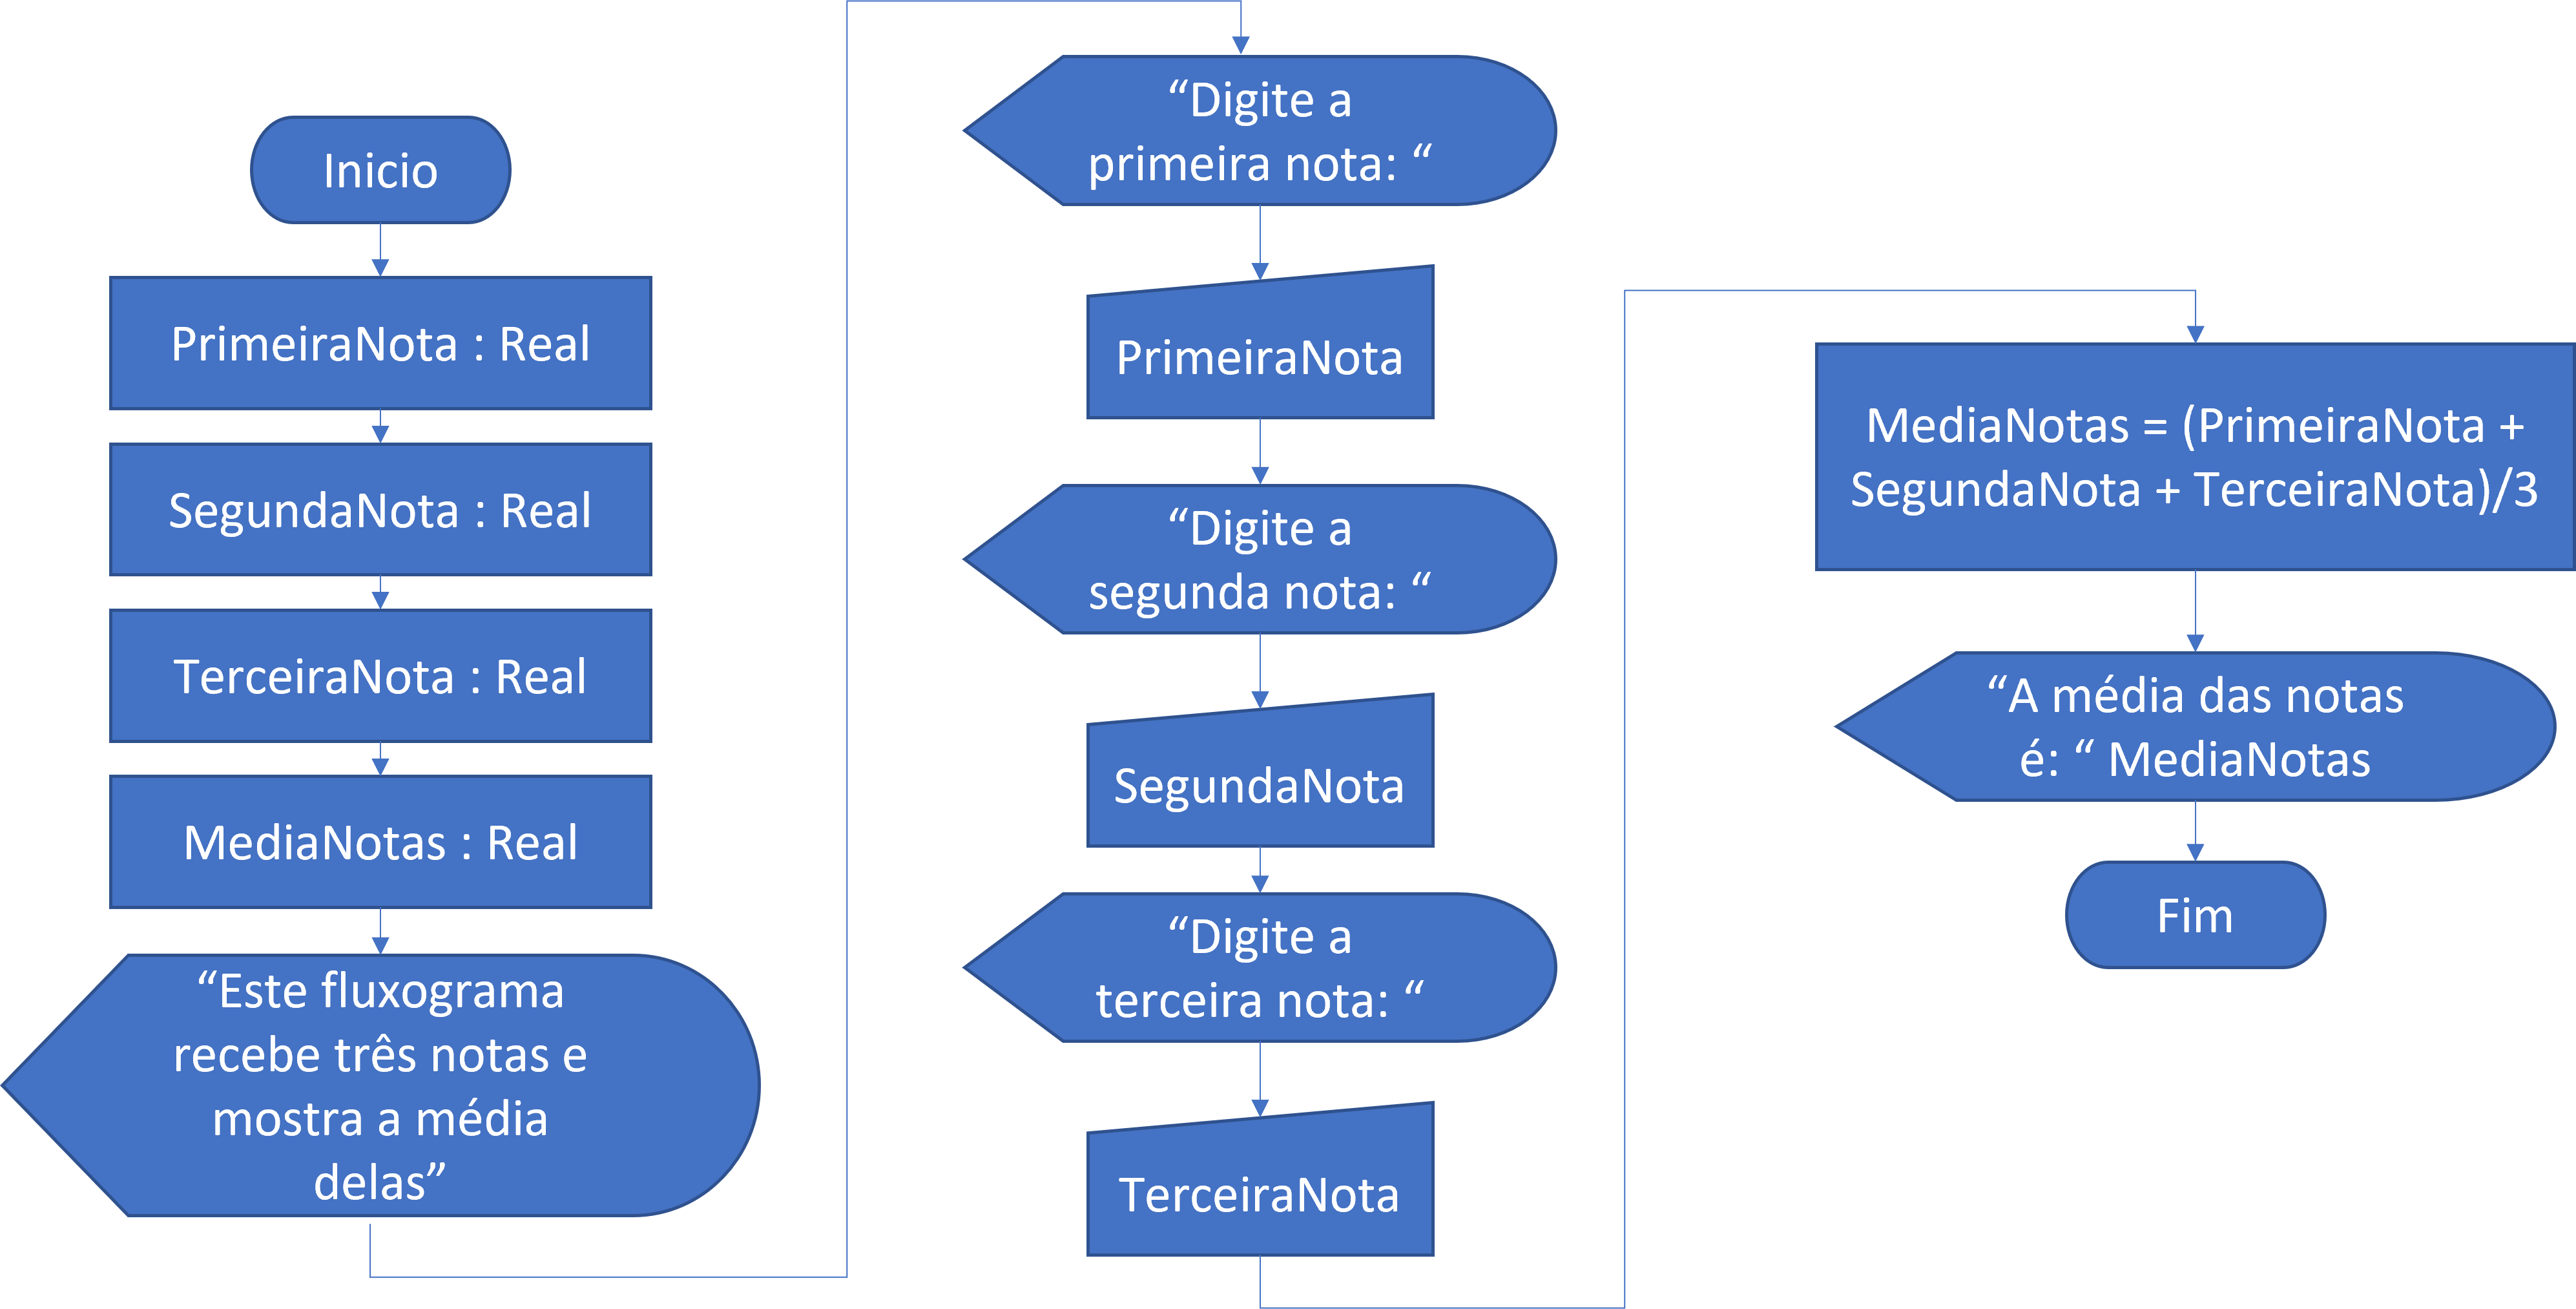 Inicio
PrimeiraNota : Real
SegundaNota : Real
TerceiraNota : Real
MediaNotas : Real
“Este fluxograma
recebe três notas e
mostra a média
delas”
“Digite a
primeira nota: “
PrimeiraNota
“Digite a
segunda nota: “
SegundaNota
“Digite a
terceira nota: “
TerceiraNota
MediaNotas = (PrimeiraNota +
SegundaNota + TerceiraNota)/3
“A média das notas
é: “ MediaNotas
Fim